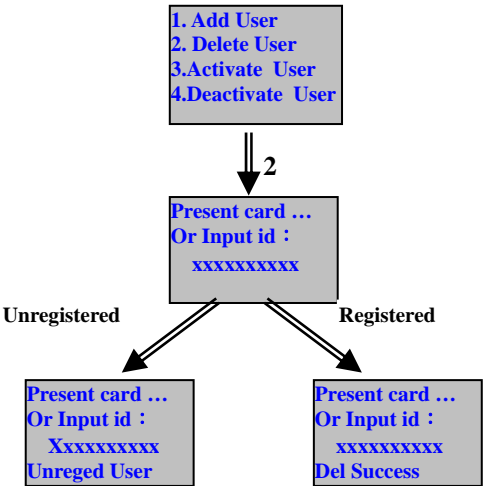 1. Add User
2. Delete User
3.Activate  User
4.Deactivate  User
2
Present card …
Or Input id：
xxxxxxxxxx
Unregistered
Registered
Present card …
Or Input id：
Xxxxxxxxxx
Unreged User
Present card …
Or Input id：
xxxxxxxxxx
Del Success